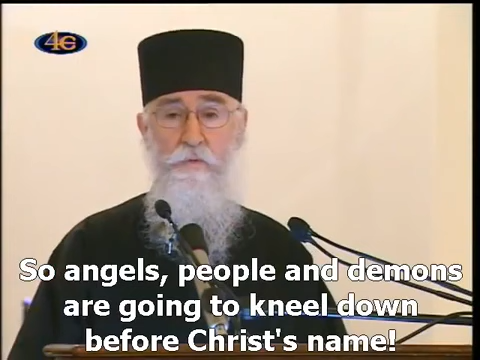 4E
So angels, people and demons
are going to kneel down
before Christ's name!